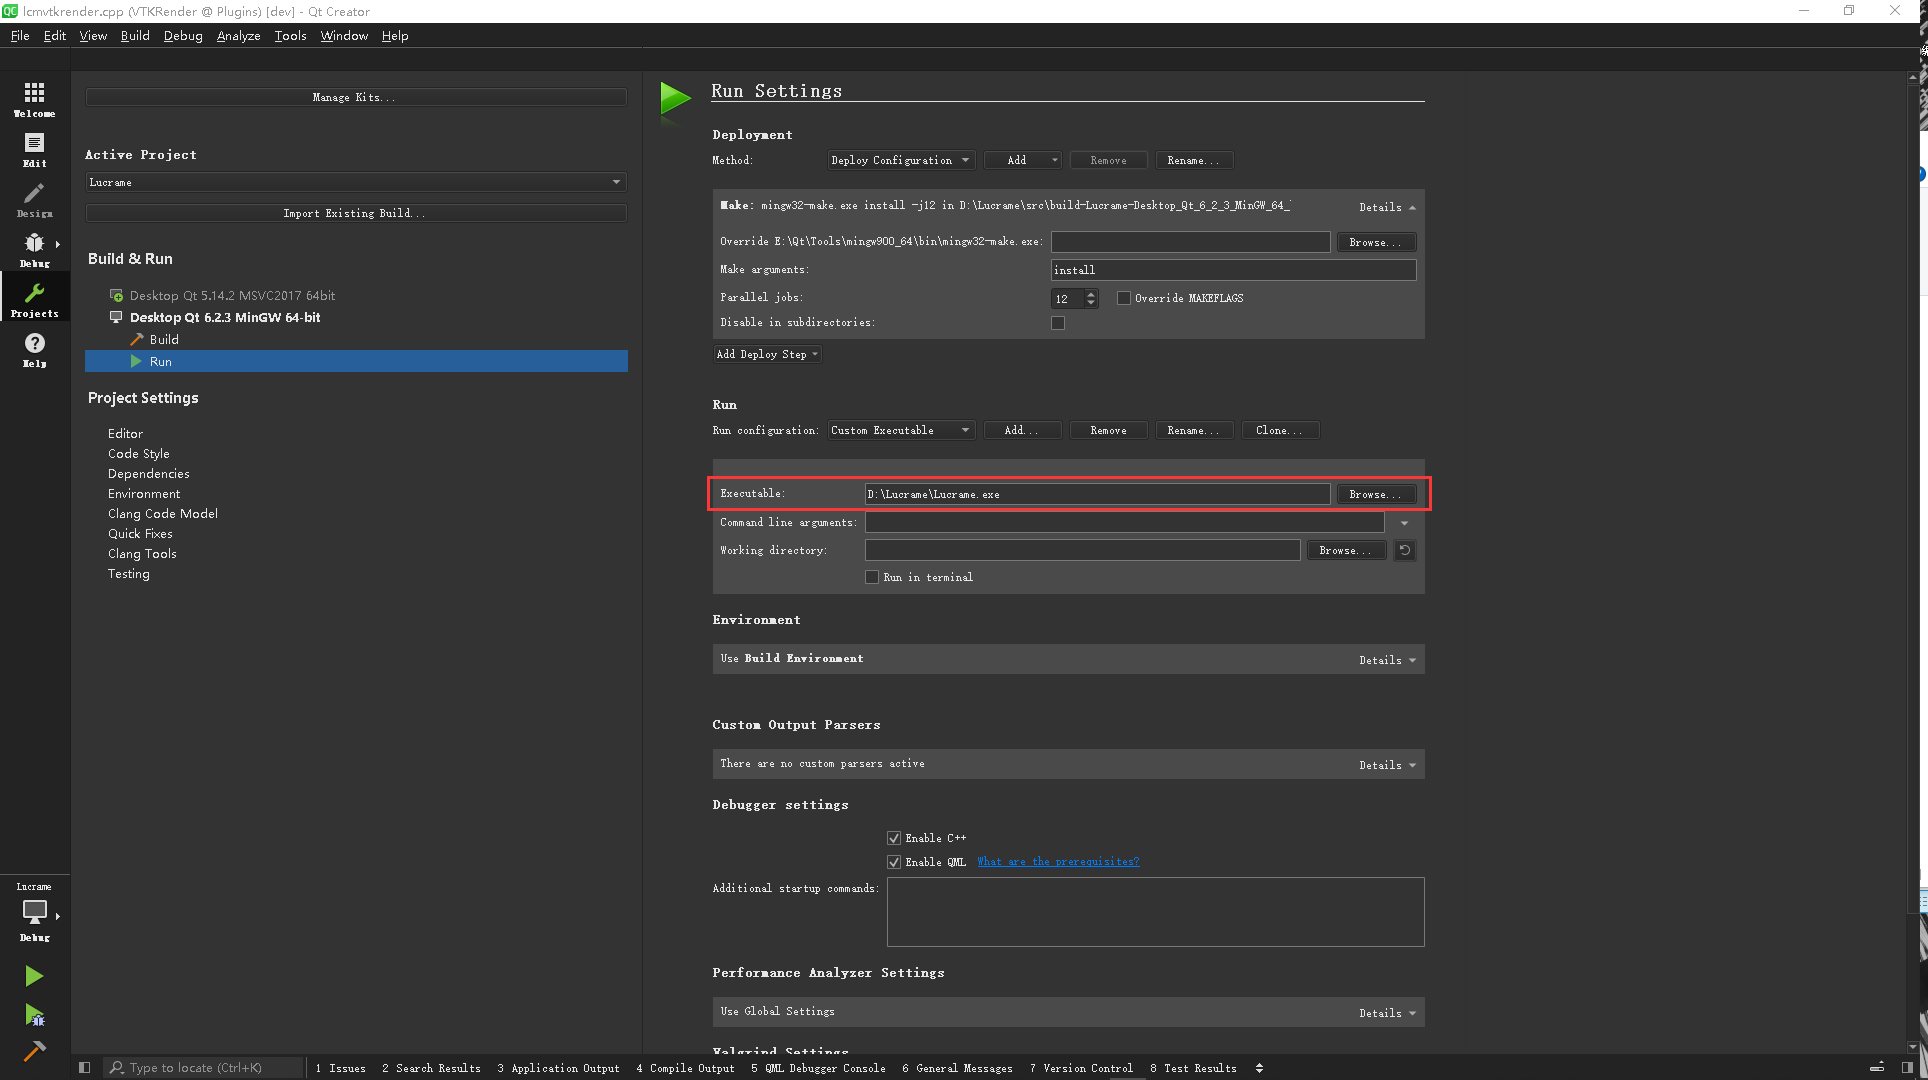 lcmvtkrender.cpp (VTKRender @ Plugins) [dev] - Qt Creator
File Edit View Build Debug Analyze Tools Window Help
Welcome
Edit
Design
Debug
Projects
Help
Manage Kits...
Active Project
Lucrame
Import Existing Build...
Build & Run
Desktop Qt 5.14.2 MSVC2017 64bit
Desktop Qt 6.2.3 MinGW 64-bit
Build
Run
Project Settings
Editor
Code Style
Dependencies
Environment
Clang Code Model
Quick Fixes
Clang Tools
Testing
Run Settings
Deployment
Method: Deploy Configuration Add Remove Rename...
Make: mingw32-make.exe install -j12 in D:\Lucrame\src\build-Lucrame-Desktop_Qt_6_2_3_MinGW_64_ Details
Override E:\Qt\Tools\mingw900_64\bin\mingw32-make.exe: Browse...
Make arguments: install
Parallel jobs: 12 Override MAKEFLAGS
Disable in subdirectories:
Add Deploy Step
Run
Run configuration: Custom Executable Add... Remove Rename... Clone...
Executable: D:\Lucrame\Lucrame.exe Browse...
Command line arguments:
Working directory: Browse...
Run in terminal
Environment
Use Build Environment Details
Custom Output Parsers
There are no custom parsers active Details
Debugger settings
Enable C++
Enable QML What are the prerequisites?
Additional startup commands:
Performance Analyzer Settings
Use Global Settings Details
Valgrind Settings
Lucrame
Debug
Type to locate (Ctrl+K) 1 Issues 2 Search Results 3 Application Output 4 Compile Output 5 QML Debugger Console 6 General Messages 7 Version Control 8 Test Results